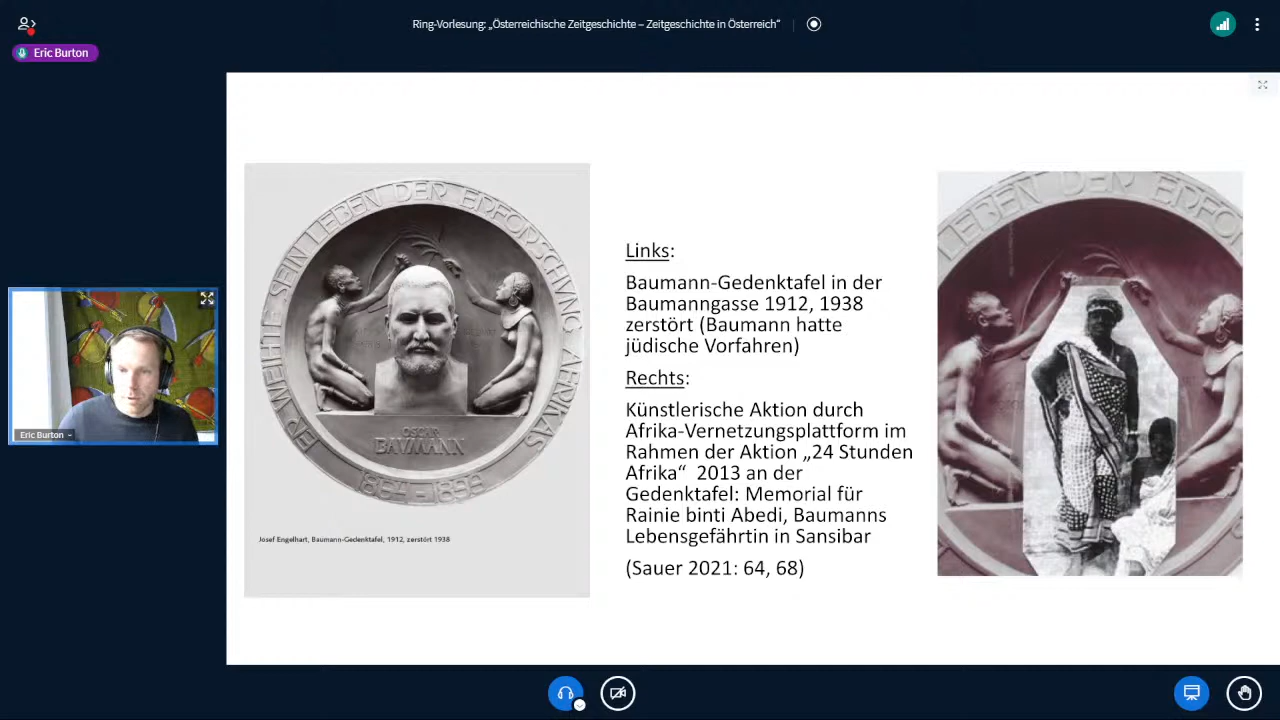 Ring-Vorlesung: „Österreichische Zeitgeschichte – Zeitgeschichte in Österreich“
Eric Burton
Eric Burton
ER WEIHTE SEIN LEBEN DER ERFORSCHUNG AFRIKAS
OSCAR
BAUMANN
1864-1899
Josef Engelhart, Baumann-Gedenktafel, 1912, zerstört 1938
Links:
Baumann-Gedenktafel in der
Baumanngasse 1912, 1938
zerstört (Baumann hatte
jüdische Vorfahren)
Rechts:
Künstlerische Aktion durch
Afrika-Vernetzungsplattform im
Rahmen der Aktion „24 Stunden
Afrika“ 2013 an der
Gedenktafel: Memorial für
Rainie binti Abedi, Baumanns
Lebensgefährtin in Sansibar
(Sauer 2021: 64, 68)
LEBEN DER ERFO